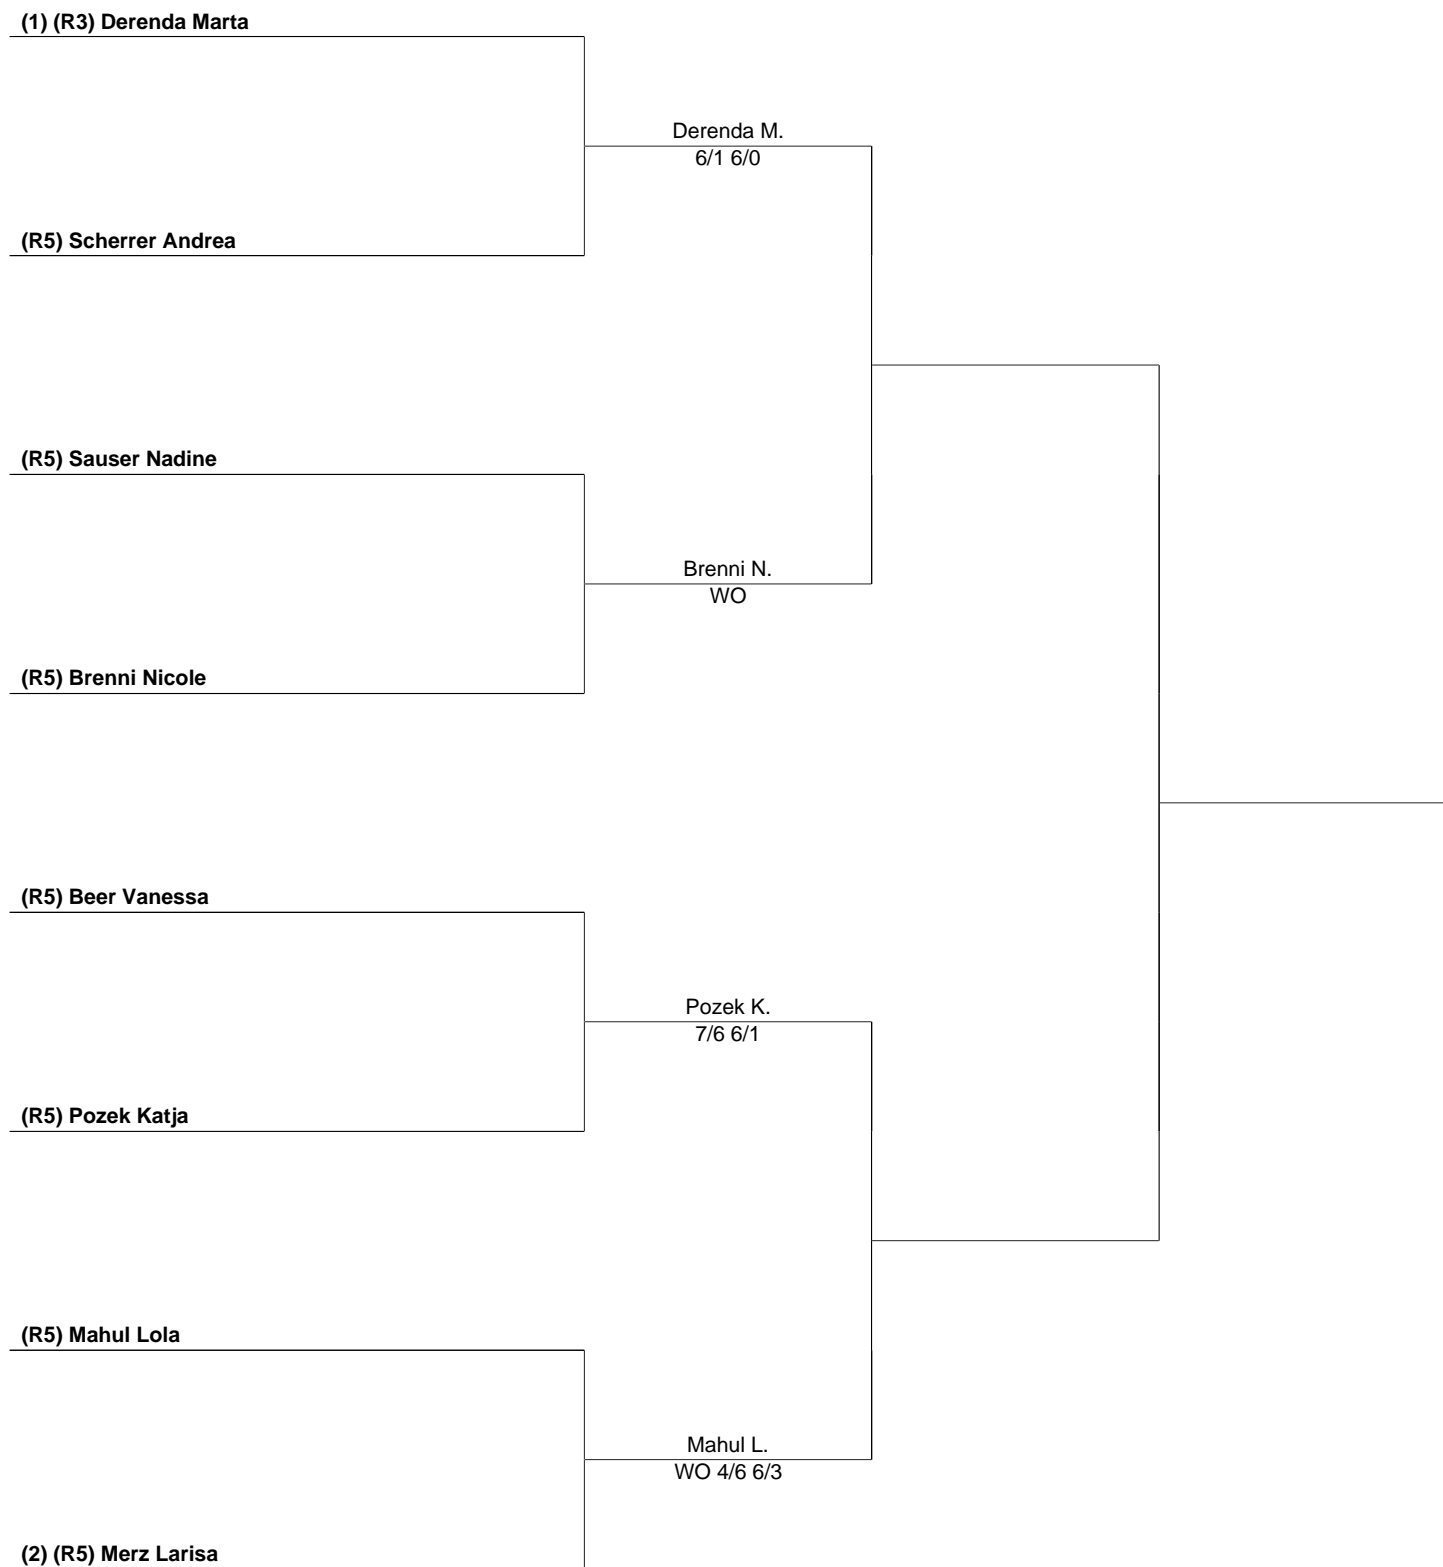 (1) (R3) Derenda Marta
Derenda M.
6/1 6/0
(R5) Scherrer Andrea
(R5) Sauser Nadine
Brenni N.
WO
(R5) Brenni Nicole
(R5) Beer Vanessa
Pozek K.
7/6 6/1
(R5) Pozek Katja
(R5) Mahul Lola
Mahul L.
WO 4/6 6/3
(2) (R5) Merz Larisa